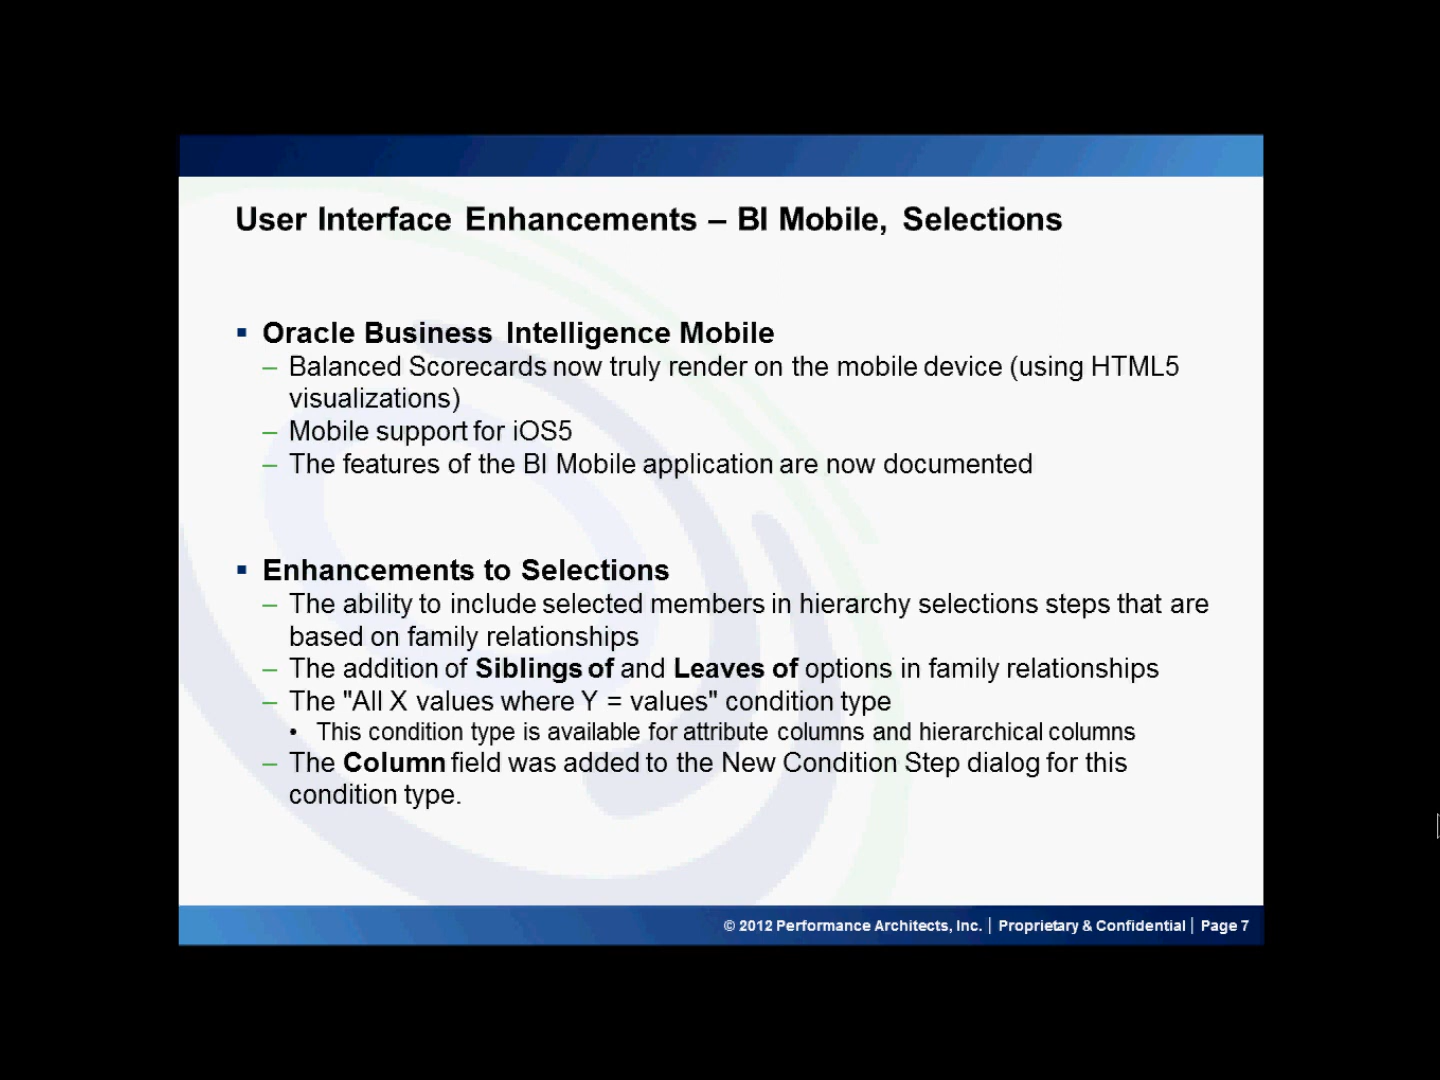 User Interface Enhancements – BI Mobile, Selections
▪ Oracle Business Intelligence Mobile
– Balanced Scorecards now truly render on the mobile device (using HTML5
visualizations)
– Mobile support for iOS5
– The features of the BI Mobile application are now documented
▪ Enhancements to Selections
– The ability to include selected members in hierarchy selections steps that are
based on family relationships
– The addition of Siblings of and Leaves of options in family relationships
– The "All X values where Y = values" condition type
• This condition type is available for attribute columns and hierarchical columns
– The Column field was added to the New Condition Step dialog for this
condition type.
© 2012 Performance Architects, Inc. | Proprietary & Confidential | Page 7